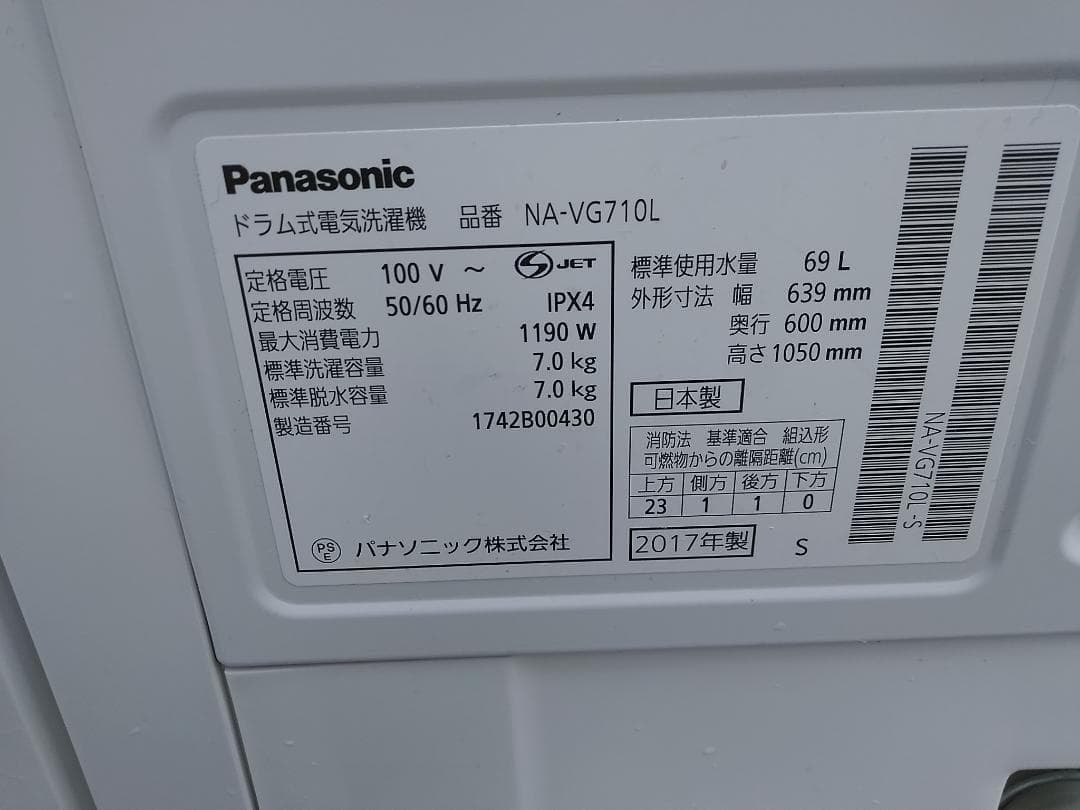 Panasonic
ドラム式電気洗濯機 品番 NA-VG710L
定格電圧 100 V ～ S JET
定格周波数 50/60 Hz IPX4
最大消費電力 1190 W
標準洗濯容量 7.0 kg
標準脱水容量 7.0 kg
製造番号 1742B00430
PS E パナソニック株式会社
標準使用水量 69 L
外形寸法 幅 639 mm
奥行 600 mm
高さ 1050 mm
日本製
消防法 基準適合 組込形
可燃物からの離隔距離(cm)
上方 側方 後方 下方
23 1 1 0
2017年製 S
NA-VG710L-S